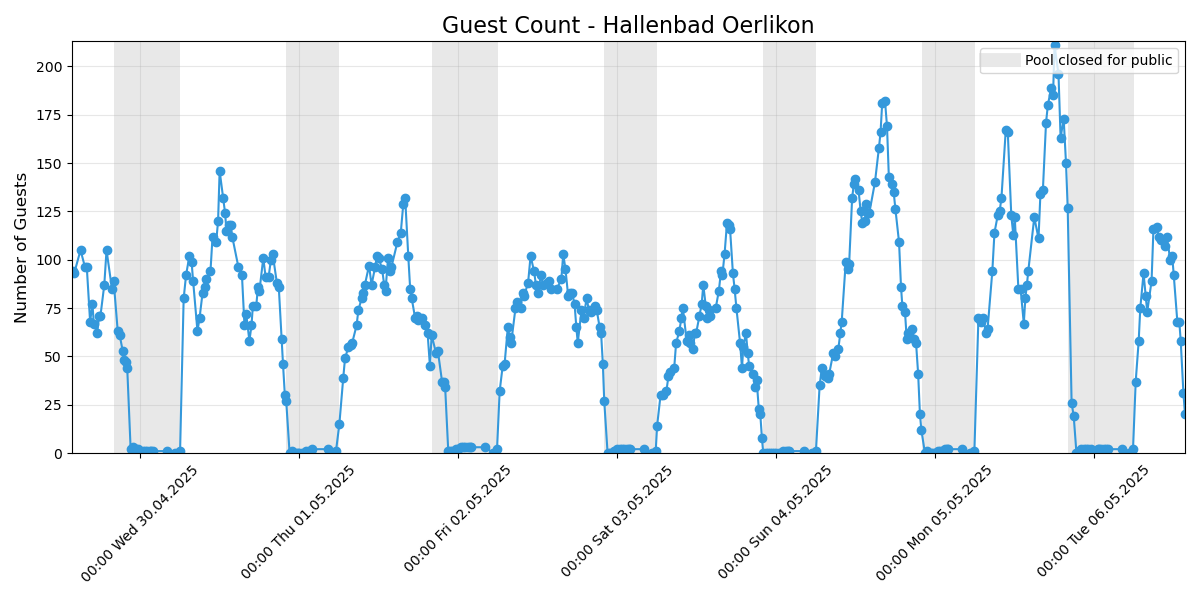 Guest Count - Hallenbad Oerlikon
Pool closed for public
Number of Guests
200
175
150
125
100
75
50
25
0
00:00 Wed 30.04.2025
00:00 Thu 01.05.2025
00:00 Fri 02.05.2025
00:00 Sat 03.05.2025
00:00 Sun 04.05.2025
00:00 Mon 05.05.2025
00:00 Tue 06.05.2025